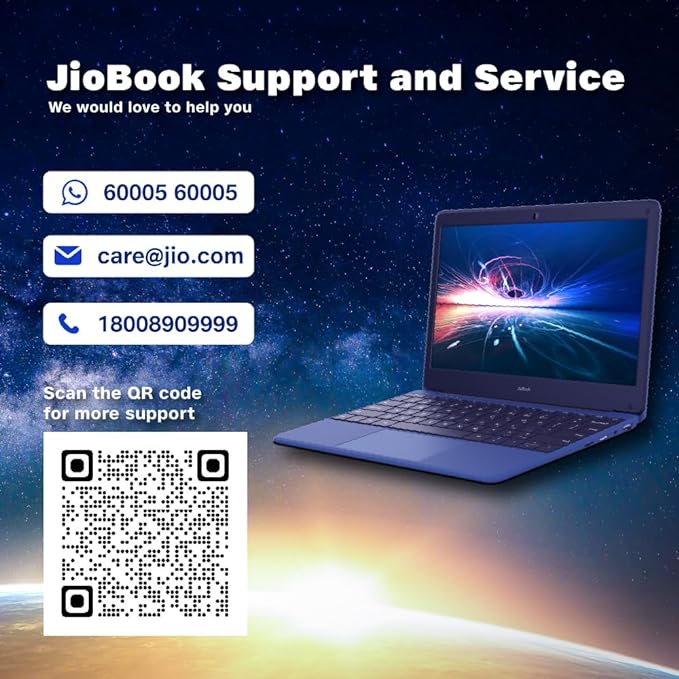 JioBook Support and Service
We would love to help you
60005 60005
care@jio.com
18008909999
Scan the QR code
for more support
JioBook